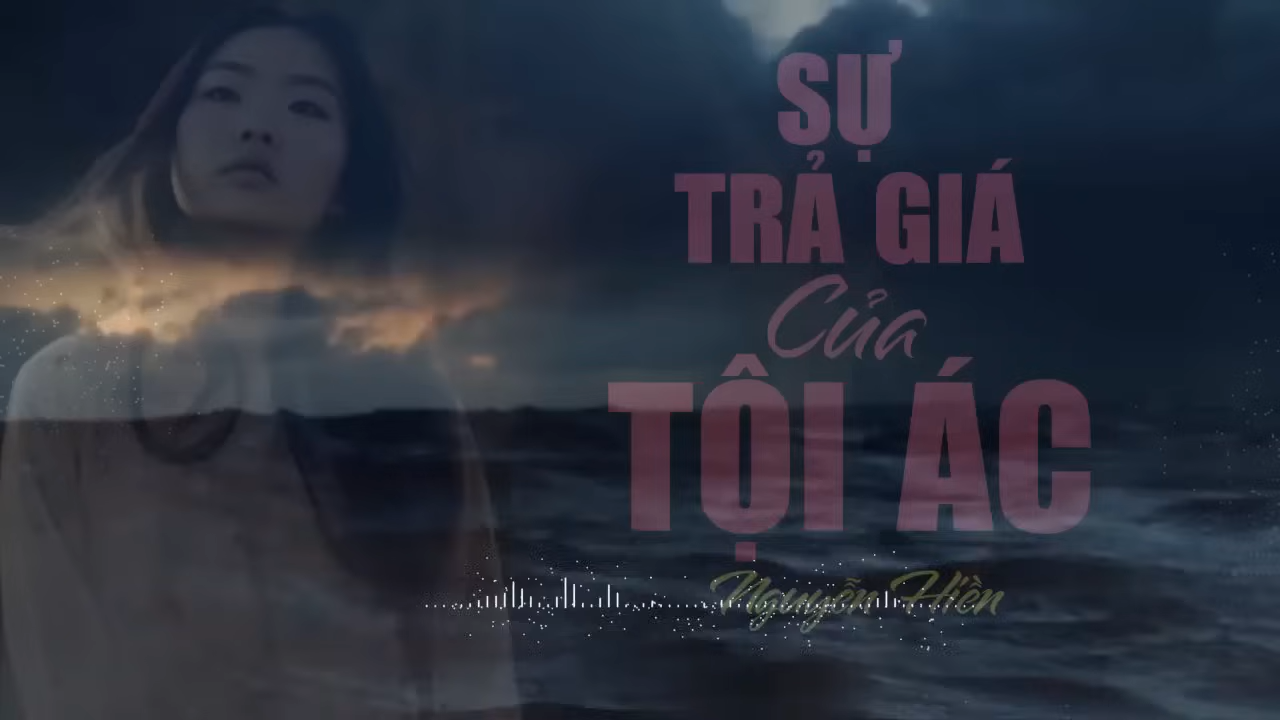 SỰ
TRẢ GIÁ
Của
TỘI ÁC
Nguyễn Hiền